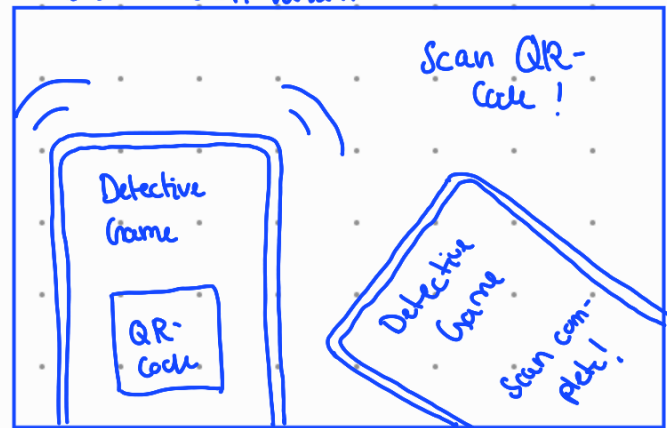 Scan QR-
Code !
Detective
Game
QR-
Code
Detective
Game
Scan com-
plete!